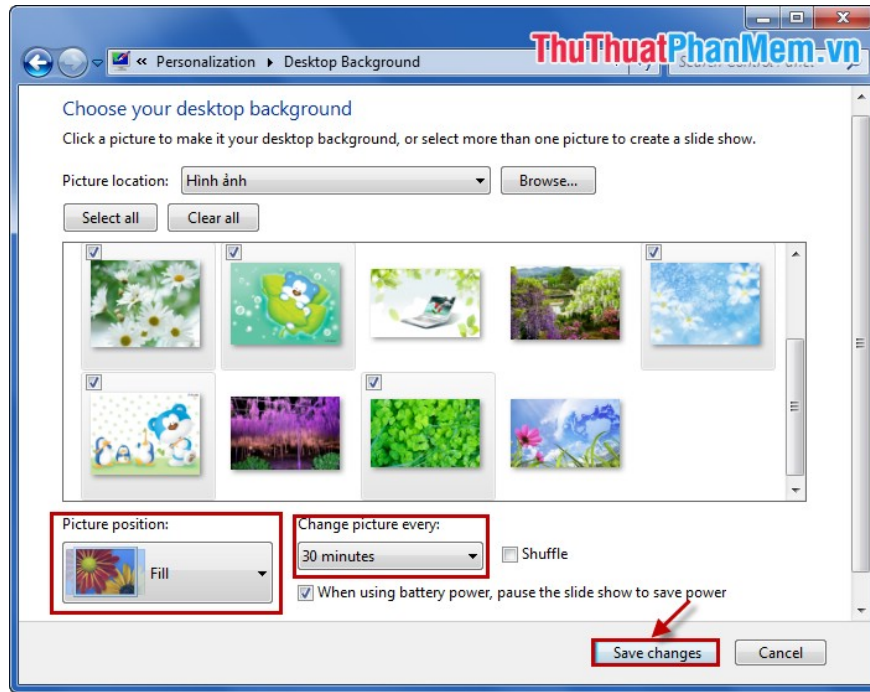 ThuThuatPhanMem.vn
« Personalization ▸ Desktop Background
Choose your desktop background
Click a picture to make it your desktop background, or select more than one picture to create a slide show.
Picture location: Hình ảnh Browse...
Select all Clear all
Picture position: Change picture every:
Fill 30 minutes Shuffle
When using battery power, pause the slide show to save power
Save changes Cancel